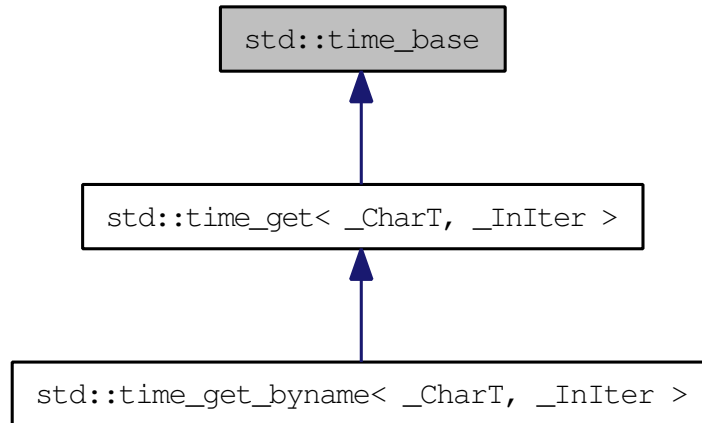 std::time_base
std::time_get< _CharT, _InIter >
std::time_get_byname< _CharT, _InIter >